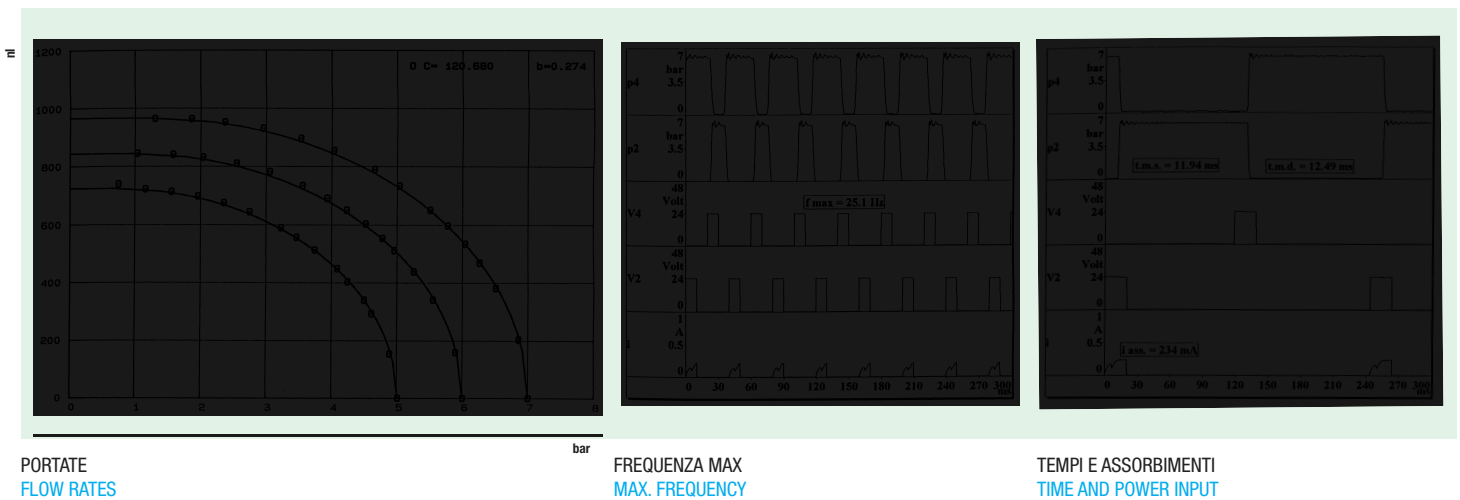 nl
1200
1000
800
600
400
200
0
O C= 120.680 b=0.274
0 1 2 3 4 5 6 7 8
bar
PORTATE
FLOW RATES
p4
7
bar
3.5
0
p2
7
bar
3.5
0
V4
48
Volt
24
0
f max = 25.1 Hz
V2
48
Volt
24
0
i
1
A
0.5
0
0 30 60 90 120 150 180 210 240 270 300
ms
FREQUENZA MAX
MAX. FREQUENCY
p4
7
bar
3.5
0
p2
7
bar
3.5
0
t.m.s. = 11.94 ms t.m.d. = 12.49 ms
V4
48
Volt
24
0
V2
48
Volt
24
0
i
1
A
0.5
0
i ass. = 234 mA
0 30 60 90 120 150 180 210 240 270 300
ms
TEMPI E ASSORBIMENTI
TIME AND POWER INPUT